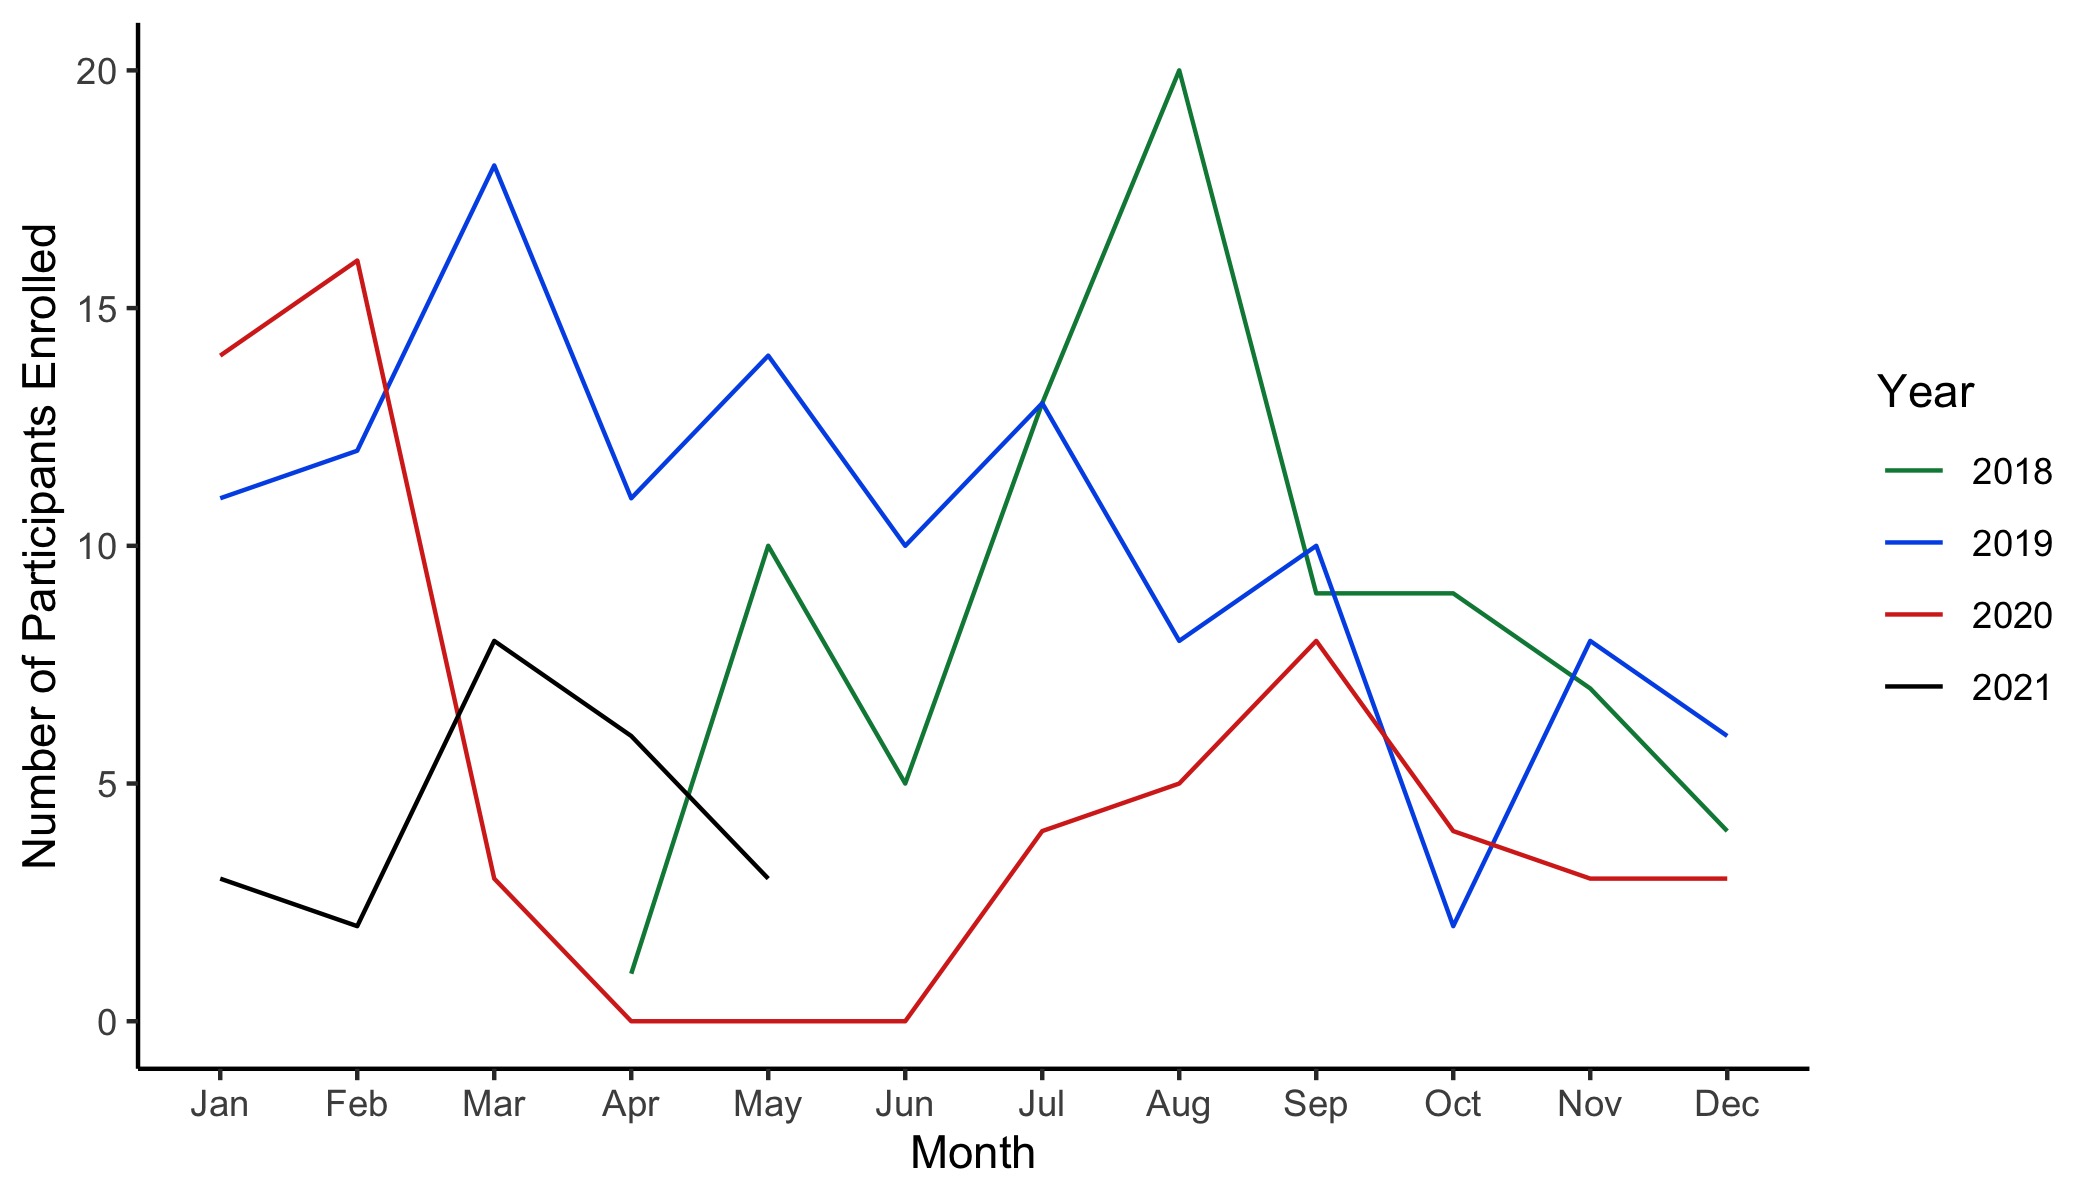 Number of Participants Enrolled
20
15
10
5
0
Jan Feb Mar Apr May Jun Jul Aug Sep Oct Nov Dec
Month
Year
2018
2019
2020
2021